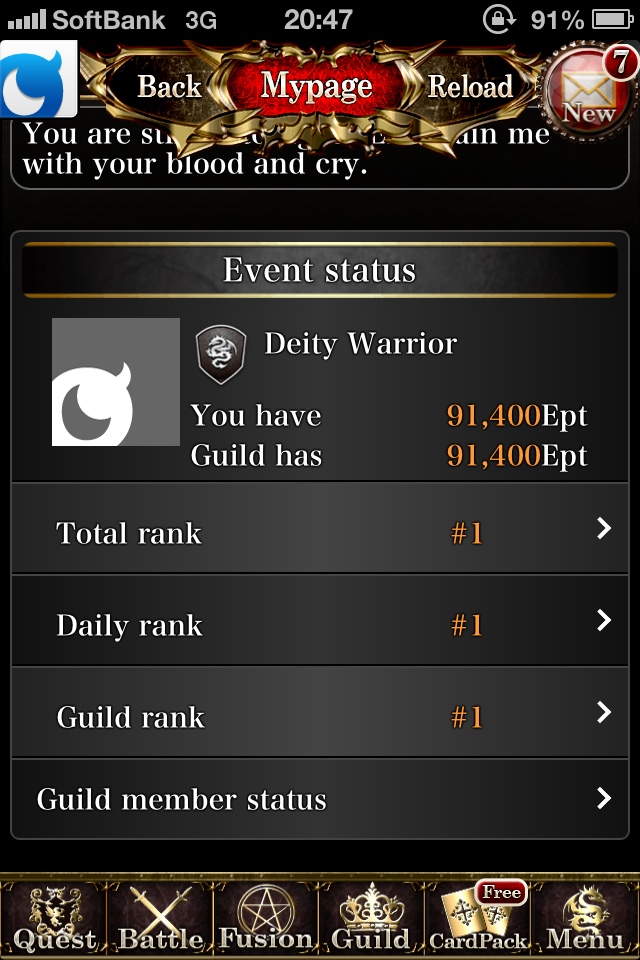 SoftBank 3G 20:47 91%
Back Mypage Reload 7
New
You are in me
with your blood and cry.
Event status
Deity Warrior
You have 91,400Ept
Guild has 91,400Ept
Total rank #1
Daily rank #1
Guild rank #1
Guild member status
Free
Quest Battle Fusion Guild CardPack Menu